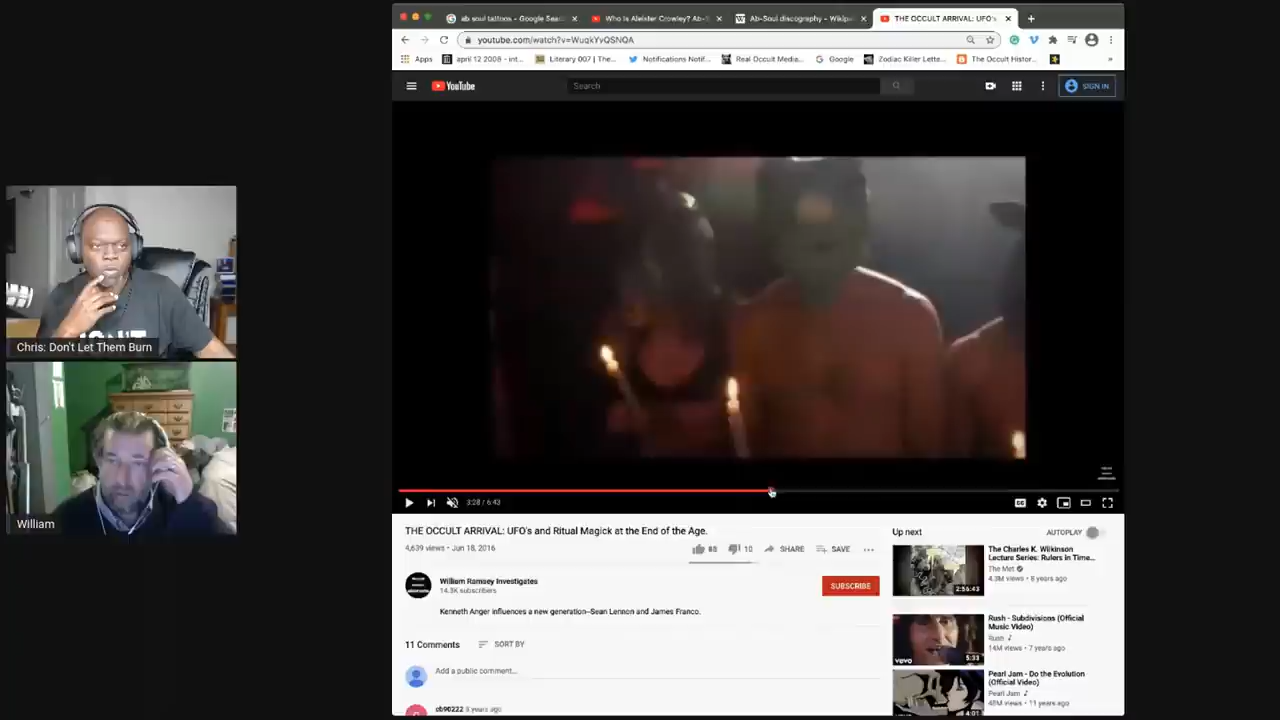 ab soul tattoos - Google Sear
Who Is Aleister Crowley? Ab-S
Ab-Soul discography - Wikipe
THE OCCULT ARRIVAL: UFO's
youtube.com/watch?v=WuqkYvQSNQA
Apps
april 12 2008 - int...
Literary 007 | The...
Notifications Notif...
Real Occult Media...
Google
Zodiac Killer Lette...
The Occult Histor...
YouTube
Search
SIGN IN
Chris: Don't Let Them Burn
William
3:28 / 6:43
THE OCCULT ARRIVAL: UFO's and Ritual Magick at the End of the Age.
4,639 views • Jun 18, 2016
88
10
SHARE
SAVE
William Ramsey Investigates
14.3K subscribers
SUBSCRIBE
Kenneth Anger influences a new generation--Sean Lennon and James Franco.
11 Comments
SORT BY
Add a public comment...
cb90222 5 years ago
Up next
AUTOPLAY
The Charles K. Wilkinson
Lecture Series: Rulers in Time...
The Met
4.3M views • 8 years ago
2:56:43
Rush - Subdivisions (Official
Music Video)
Rush
14M views • 7 years ago
vevo
5:33
Pearl Jam - Do the Evolution
(Official Video)
Pearl Jam
48M views • 11 years ago
vevo
4:01